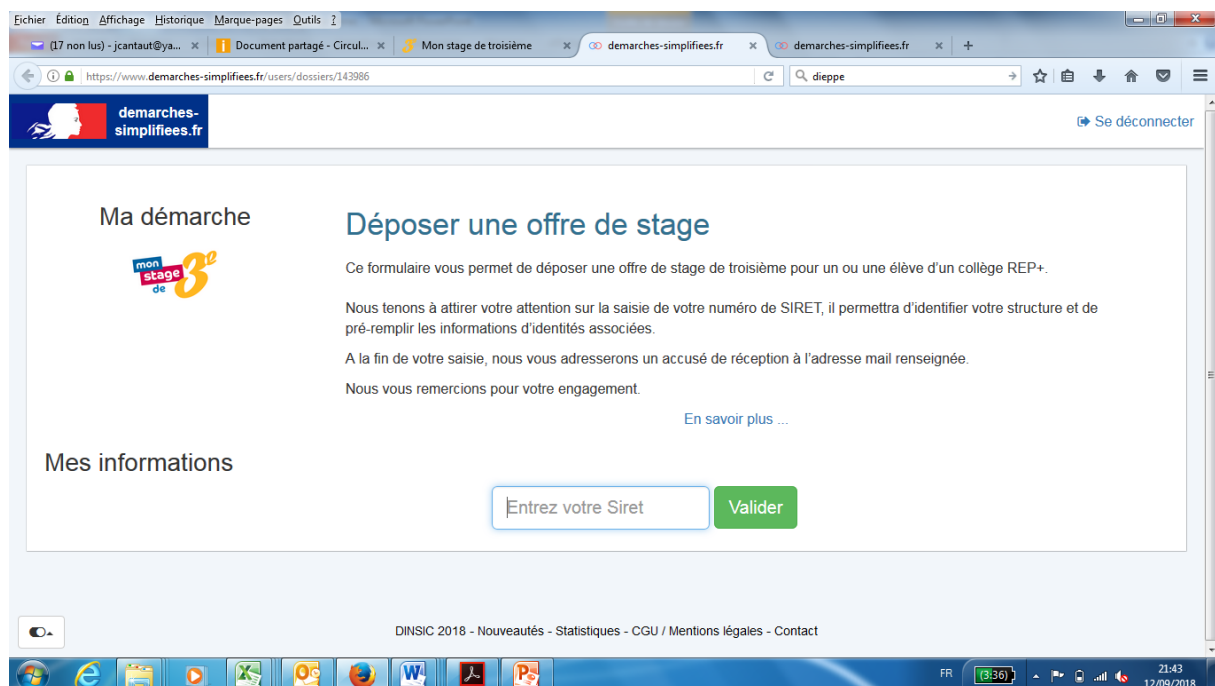 Fichier Édition Affichage Historique Marque-pages Outils ?
(17 non lus) - jcantaut@ya... × Document partagé - Circul... × Mon stage de troisième × demarches-simplifiees.fr × demarches-simplifiees.fr × +
https://www.demarches-simplifiees.fr/users/dossiers/143986 dieppe
demarches-
simplifiees.fr
Se déconnecter
Ma démarche
mon
stage 3e
de
Déposer une offre de stage
Ce formulaire vous permet de déposer une offre de stage de troisième pour un ou une élève d’un collège REP+.
Nous tenons à attirer votre attention sur la saisie de votre numéro de SIRET, il permettra d’identifier votre structure et de
pré-remplir les informations d’identités associées.
A la fin de votre saisie, nous vous adresserons un accusé de réception à l’adresse mail renseignée.
Nous vous remercions pour votre engagement.
En savoir plus ...
Mes informations
Entrez votre Siret Valider
DINSIC 2018 - Nouveautés - Statistiques - CGU / Mentions légales - Contact
FR (3:36) 21:43
12/09/2018